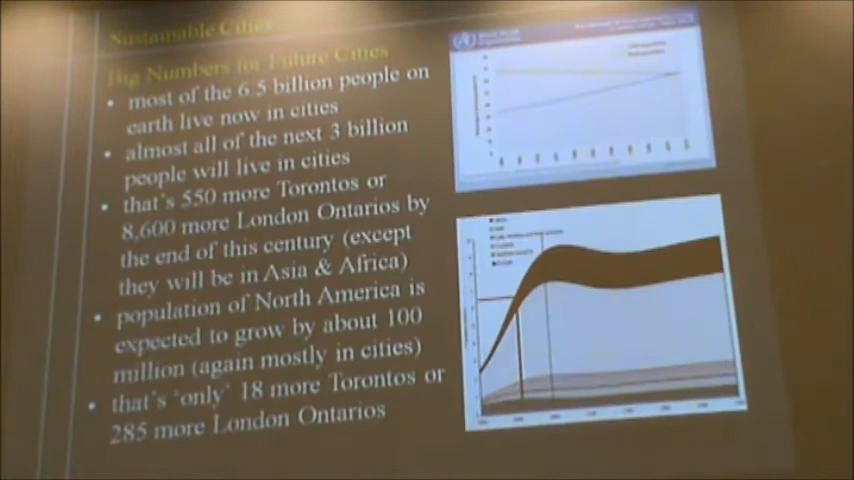 Sustainable Cities
Big Numbers for Future Cities
• most of the 6.5 billion people on
earth live now in cities
• almost all of the next 3 billion
people will live in cities
• that's 550 more Torontos or
8,600 more London Ontarios by
the end of this century (except
they will be in Asia & Africa)
• population of North America is
expected to grow by about 100
million (again mostly in cities)
• that's 'only' 18 more Torontos or
285 more London Ontarios
World Health
Organization